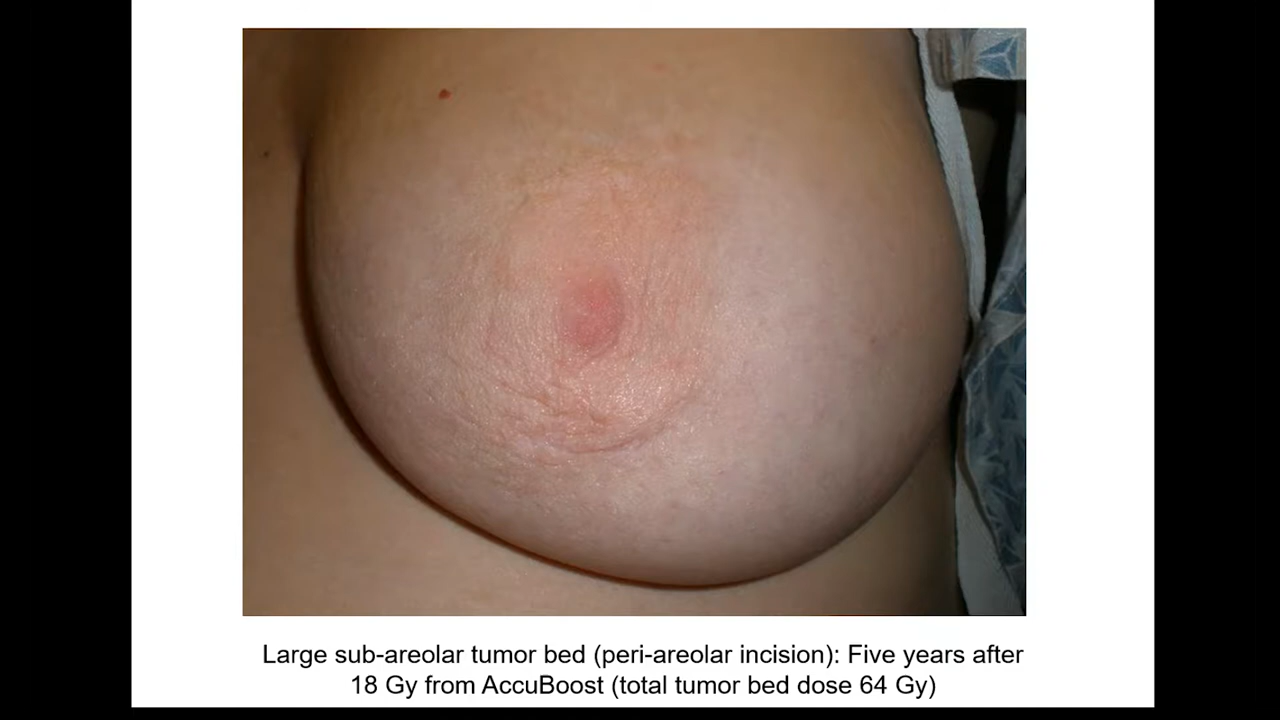 Large sub-areolar tumor bed (peri-areolar incision): Five years after
18 Gy from AccuBoost (total tumor bed dose 64 Gy)